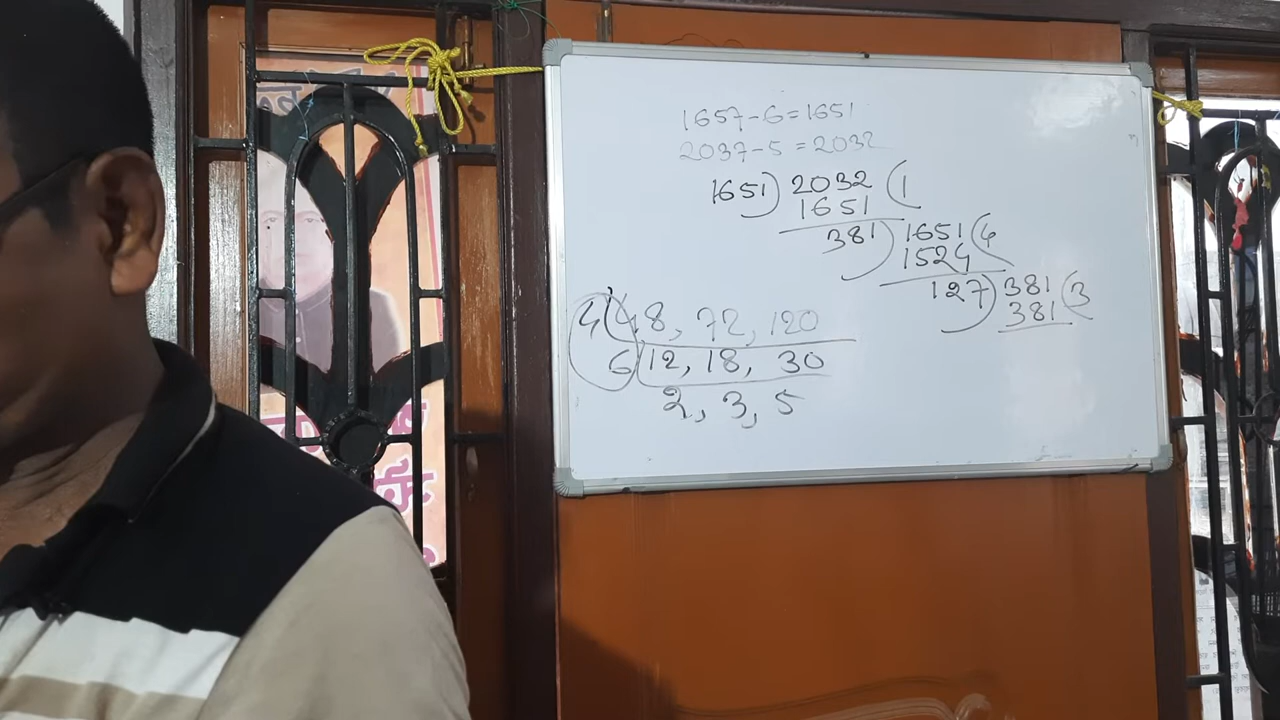 1657-6=1651
2037-5=2032
1651) 2032 (1
1651
381) 1651 (4
1524
127) 381 (3
381
4(48, 72, 120
6(12, 18, 30
2, 3, 5